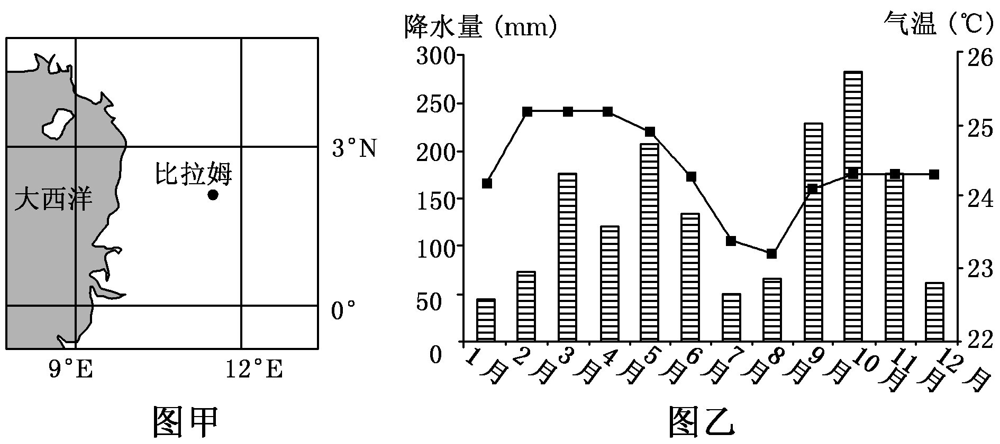 3°N
比拉姆
大西洋
0°
9°E
12°E
图甲
降水量 (mm)
气温 (℃)
300
250
200
150
100
50
0
26
25
24
23
22
1月
2月
3月
4月
5月
6月
7月
8月
9月
10月
11月
12月
图乙